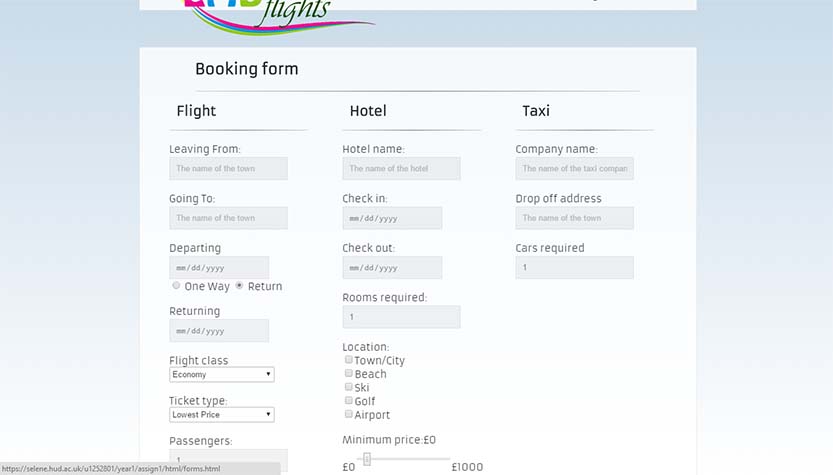 flights
Booking form
Flight
Leaving From:
The name of the town
Going To:
The name of the town
Departing
mm/dd/yyyy
One Way Return
Returning
mm/dd/yyyy
Flight class
Economy
Ticket type:
Lowest Price
Passengers:
1
Hotel
Hotel name:
The name of the hotel
Check in:
mm/dd/yyyy
Check out:
mm/dd/yyyy
Rooms required:
1
Location:
Town/City
Beach
Ski
Golf
Airport
Minimum price:£0
£0 £1000
Taxi
Company name:
The name of the taxi compan
Drop off address
The name of the town
Cars required
1
https://selene.hud.ac.uk/u1252801/year1/assign1/html/forms.html